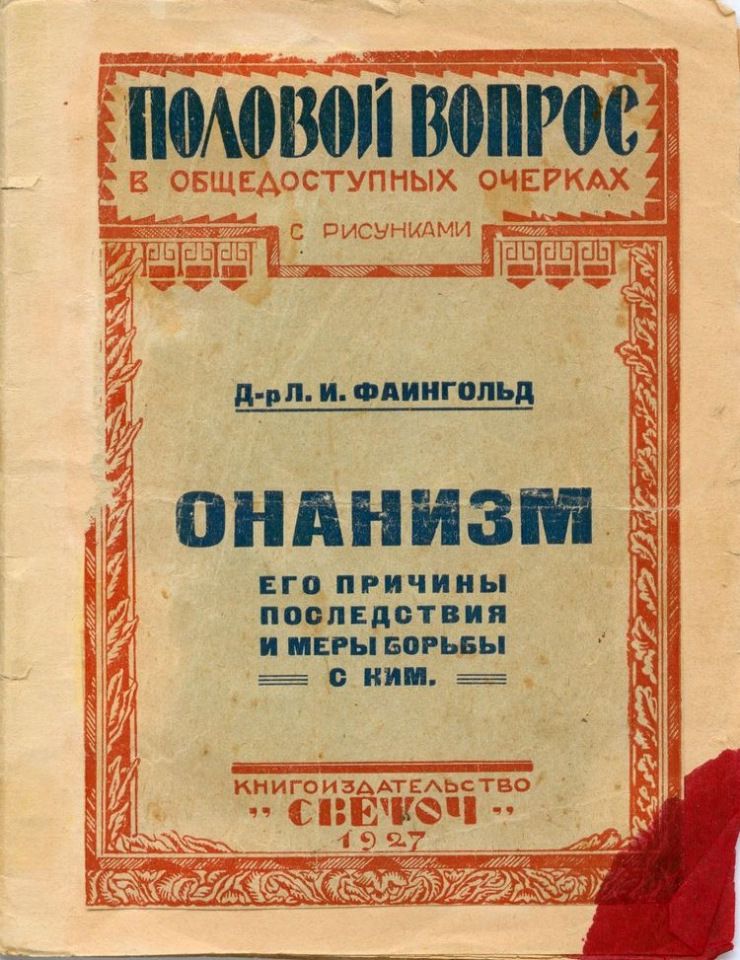 ПОЛОВОЙ ВОПРОС
В ОБЩЕДОСТУПНЫХ ОЧЕРКАХ
С РИСУНКАМИ
Д-р Л. И. ФАИНГОЛЬД
ОНАНИЗМ
ЕГО ПРИЧИНЫ
ПОСЛЕДСТВИЯ
И МЕРЫ БОРЬБЫ
С НИМ.
КНИГОИЗДАТЕЛЬСТВО
„ СВЕТОЧ "
1927